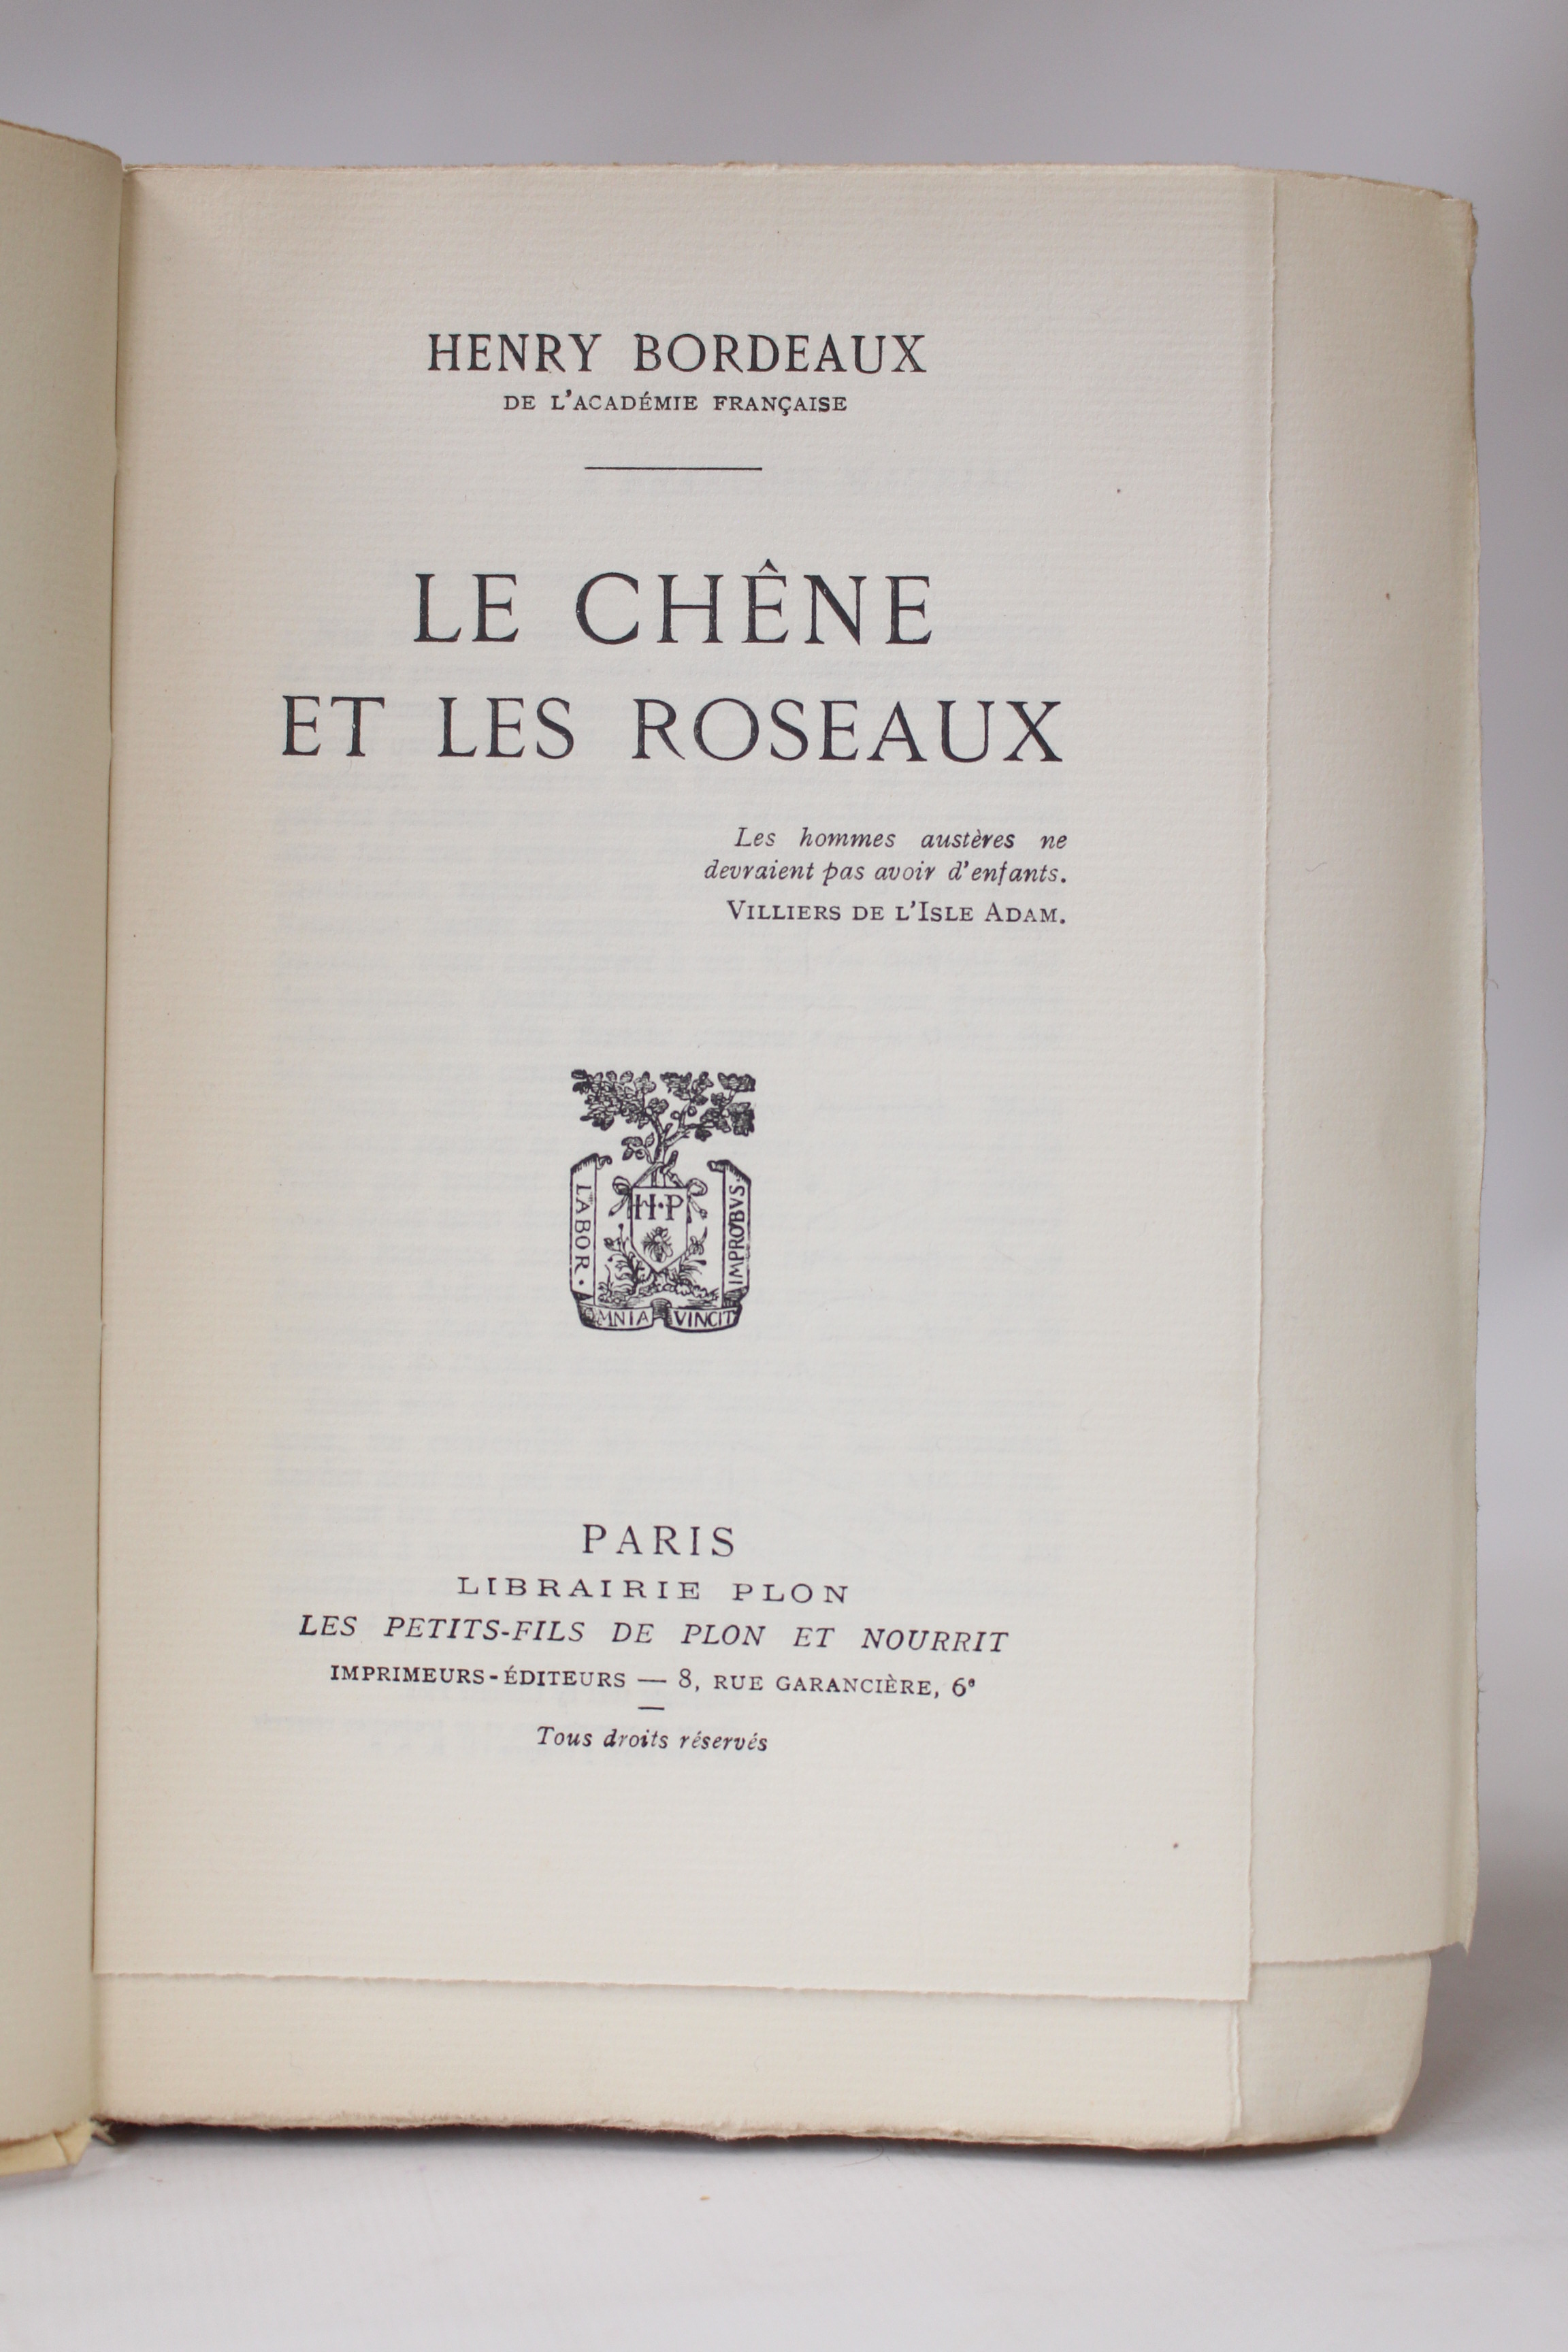 HENRY BORDEAUX
DE L'ACADÉMIE FRANÇAISE
LE CHÊNE
ET LES ROSEAUX
Les hommes austères ne
devraient pas avoir d'enfants.
VILLIERS DE L'ISLE ADAM.
H·P
LABOR.
IMPROBVS.
OMNIA VINCIT
PARIS
LIBRAIRIE PLON
LES PETITS-FILS DE PLON ET NOURRIT
IMPRIMEURS-ÉDITEURS — 8, RUE GARANCIÈRE, 6e
Tous droits réservés